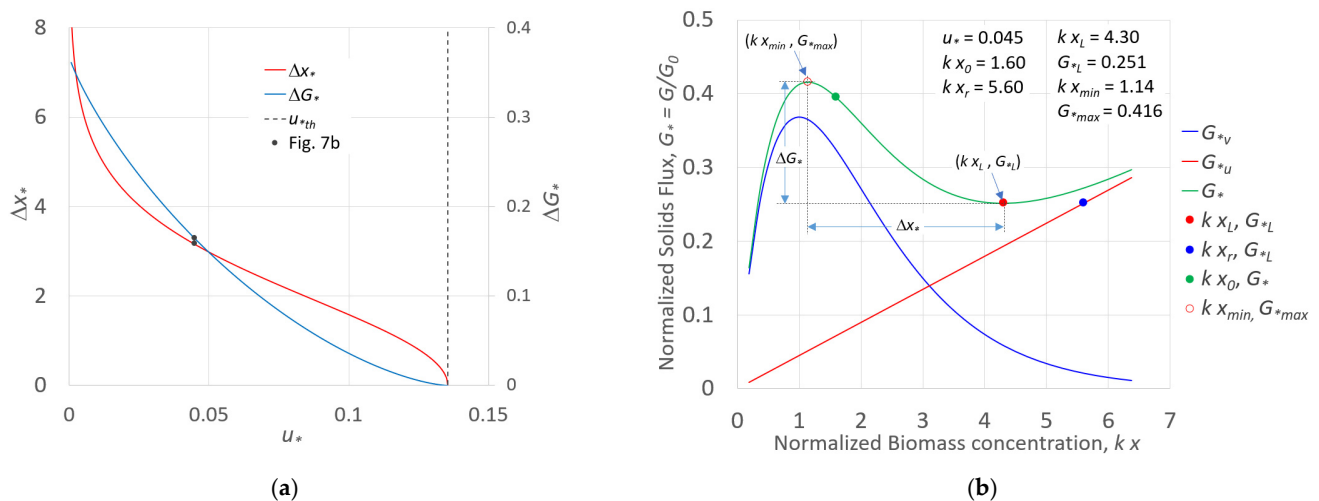 8
6
4
2
0
Δx*
0.4
0.3
0.2
0.1
0
ΔG*
Δx*
ΔG*
u*th
Fig. 7b
0
0.05
0.1
0.15
u*
(a)
0.5
0.4
0.3
0.2
0.1
0
Normalized Solids Flux, G* = G/G0
(k xmin , G*max)
u* = 0.045
k x0 = 1.60
k xr = 5.60
k xL = 4.30
G*L = 0.251
k xmin = 1.14
G*max = 0.416
ΔG*
(k xL , G*L)
Δx*
G*v
G*u
G*
k xL, G*L
k xr, G*L
k x0, G*
k xmin, G*max
0 1 2 3 4 5 6 7
Normalized Biomass concentration, k x
(b)